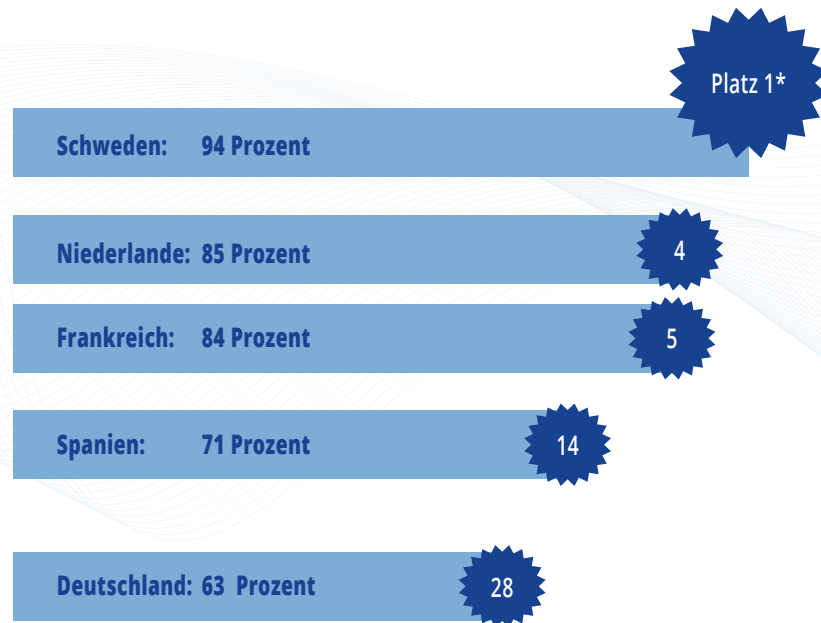 Platz 1*
Schweden: 94 Prozent
Niederlande: 85 Prozent 4
Frankreich: 84 Prozent 5
Spanien: 71 Prozent 14
Deutschland: 63 Prozent 28